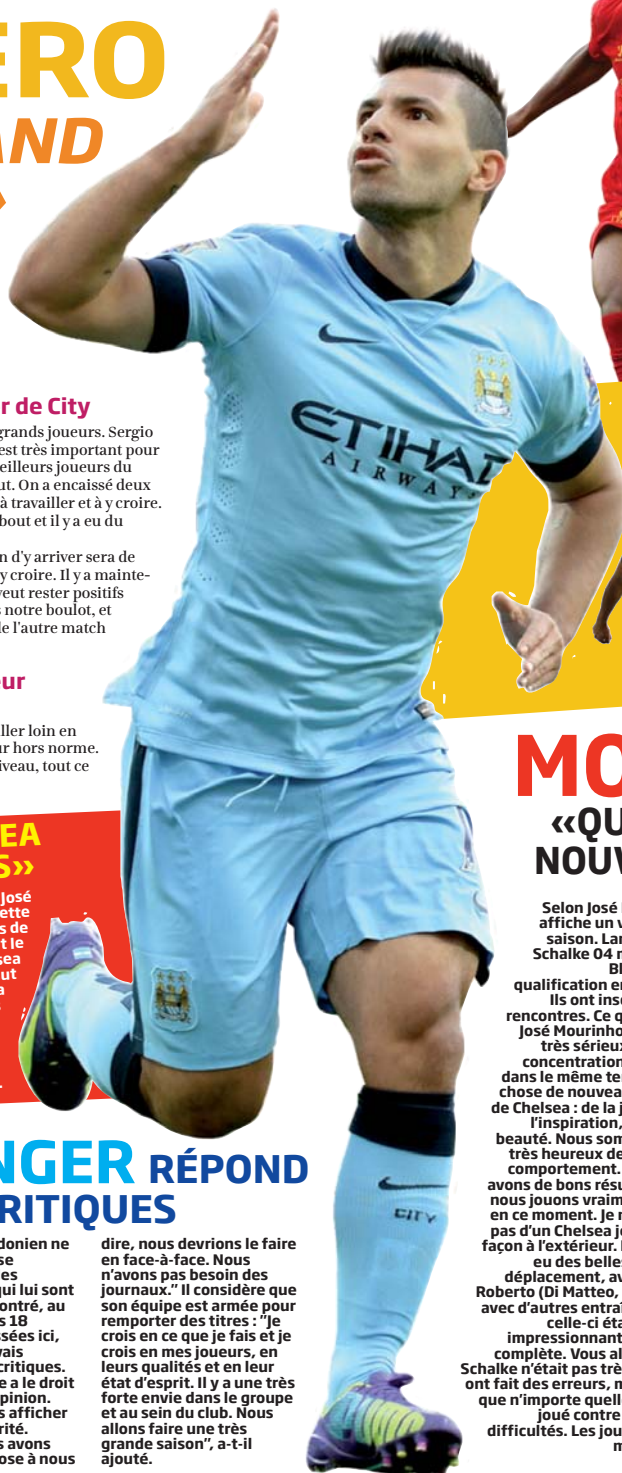 ERO
AND
»
r de City
grands joueurs. Sergio
est très important pour
eilleurs joueurs du
ut. On a encaissé deux
à travailler et à y croire.
bout et il y a eu du
n d'y arriver sera de
y croire. Il y a mainte-
veut rester positifs
s notre boulot, et
de l'autre match
eur
aller loin en
ur hors norme.
iveau, tout ce
EA
S»
José
ette
s de
t le
sea
ut
a
ETIHAD
AIRWAYS
CITY
NGER RÉPOND
RITIQUES
donien ne
se
es
qui lui sont
ontré, au
s 18
sées ici,
vais
critiques.
e a le droit
pinion.
s afficher
rité.
s avons
ose à nous
dire, nous devrions le faire
en face-à-face. Nous
n'avons pas besoin des
journaux." Il considère que
son équipe est armée pour
remporter des titres : "Je
crois en ce que je fais et je
crois en mes joueurs, en
leurs qualités et en leur
état d'esprit. Il y a une très
forte envie dans le groupe
et au sein du club. Nous
allons faire une très
grande saison", a-t-il
ajouté.
MO
«QU
NOUV
Selon José
affiche un v
saison. Lar
Schalke 04 m
Bl
qualification en
Ils ont insc
rencontres. Ce q
José Mourinho
très sérieux
concentration
dans le même ter
chose de nouvea
de Chelsea : de la j
l'inspiration,
beauté. Nous som
très heureux de
comportement.
avons de bons résu
nous jouons vraim
en ce moment. Je n
pas d'un Chelsea jo
façon à l'extérieur. I
eu des belles
déplacement, av
Roberto (Di Matteo,
avec d'autres entraî
celle-ci éta
impressionnant
complète. Vous al
Schalke n'était pas trè
ont fait des erreurs, m
que n'importe quelle
joué contre
difficultés. Les jou
m